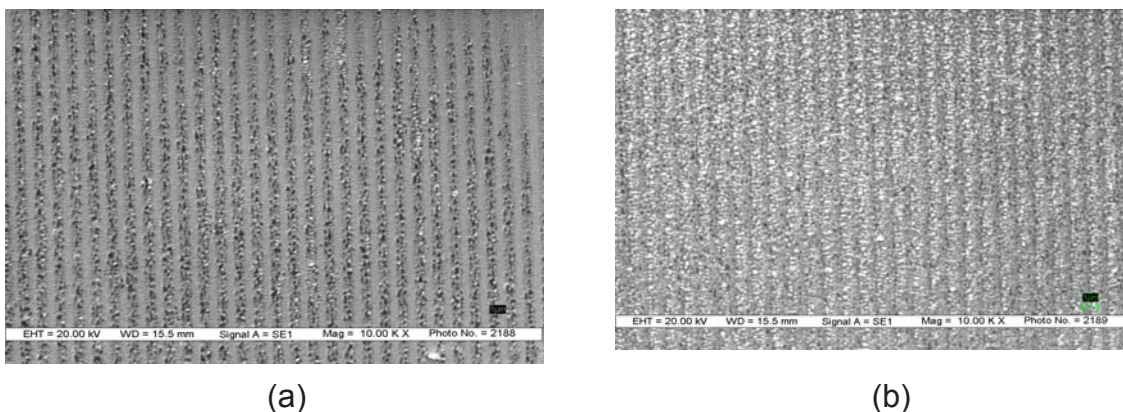 EHT = 20.00 kV WD = 15.5 mm Signal A = SE1 Mag = 10.00 K X Photo No. = 2188
EHT = 20.00 kV WD = 15.5 mm Signal A = SE1 Mag = 10.00 K X Photo No. = 2189
(a)
(b)